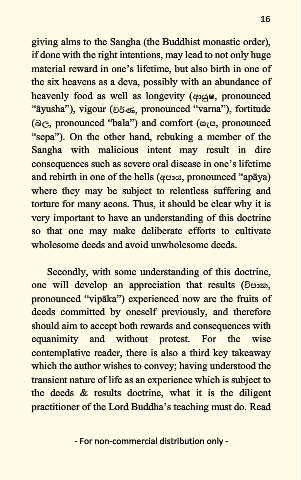 16
giving alms to the Sangha (the Buddhist monastic order),
if done with the right intentions, may lead to not only huge
material reward in one’s lifetime, but also birth in one of
the six heavens as a deva, possibly with an abundance of
heavenly food as well as longevity (ආයුෂ, pronounced
“āyusha”), vigour (වර්ණ, pronounced “varna”), fortitude
(බල, pronounced “bala”) and comfort (සැප, pronounced
“sepa”). On the other hand, rebuking a member of the
Sangha with malicious intent may result in dire
consequences such as severe oral disease in one’s lifetime
and rebirth in one of the hells (අපාය, pronounced “apāya)
where they may be subject to relentless suffering and
torture for many aeons. Thus, it should be clear why it is
very important to have an understanding of this doctrine
so that one may make deliberate efforts to cultivate
wholesome deeds and avoid unwholesome deeds.
Secondly, with some understanding of this doctrine,
one will develop an appreciation that results (විපාක,
pronounced “vipāka”) experienced now are the fruits of
deeds committed by oneself previously, and therefore
should aim to accept both rewards and consequences with
equanimity and without protest. For the wise
contemplative reader, there is also a third key takeaway
which the author wishes to convey; having understood the
transient nature of life as an experience which is subject to
the deeds & results doctrine, what it is the diligent
practitioner of the Lord Buddha’s teaching must do. Read
- For non-commercial distribution only -